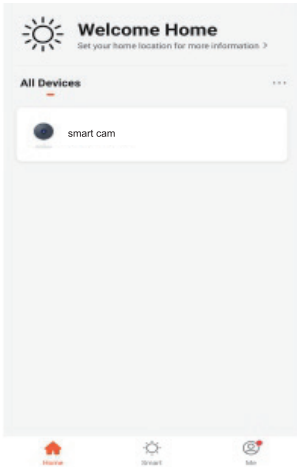 Welcome Home
Set your home location for more information >
All Devices
...
smart cam
Home
Smart
Me